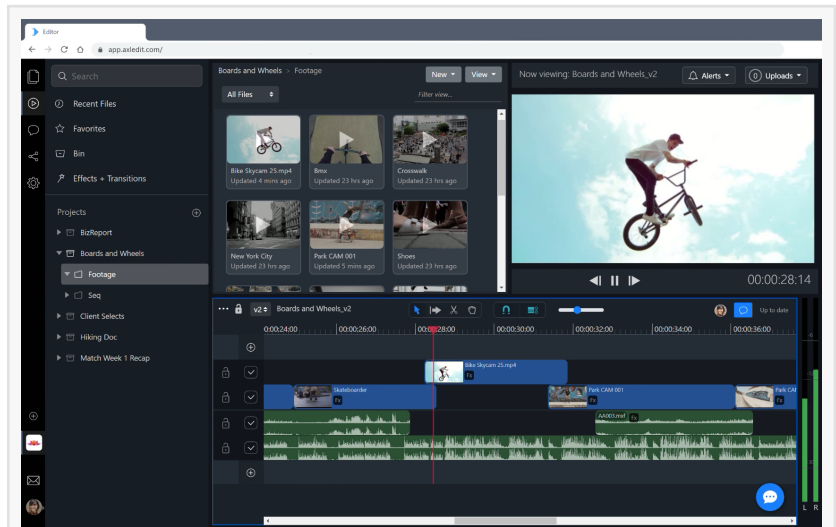 Editor
app.axledit.com/
Search
Recent Files
Favorites
Bin
Effects + Transitions
Projects
BizReport
Boards and Wheels
Footage
Seq
Client Selects
Hiking Doc
Match Week 1 Recap
Boards and Wheels > Footage
New
View
All Files
Filter view...
Bike Skycam 25.mp4
Updated 4 mins ago
Bmx
Updated 23 hrs ago
Crosswalk
Updated 23 hrs ago
New York City
Updated 23 hrs ago
Park CAM 001
Updated 5 mins ago
Shoes
Updated 23 hrs ago
Now viewing: Boards and Wheels_v2
Alerts
0 Uploads
00:00:28:14
v2 Boards and Wheels_v2
Up to date
0:00:24:00 00:00:26:00 00:00:28:00 00:00:30:00 00:00:32:00 00:00:34:00 00:00:36:00
Bike Skycam 25.mp4
Fx
Skateboarder
Fx
Park CAM 001
Fx
Park CA
Fx
AA003.mxf Fx
L R